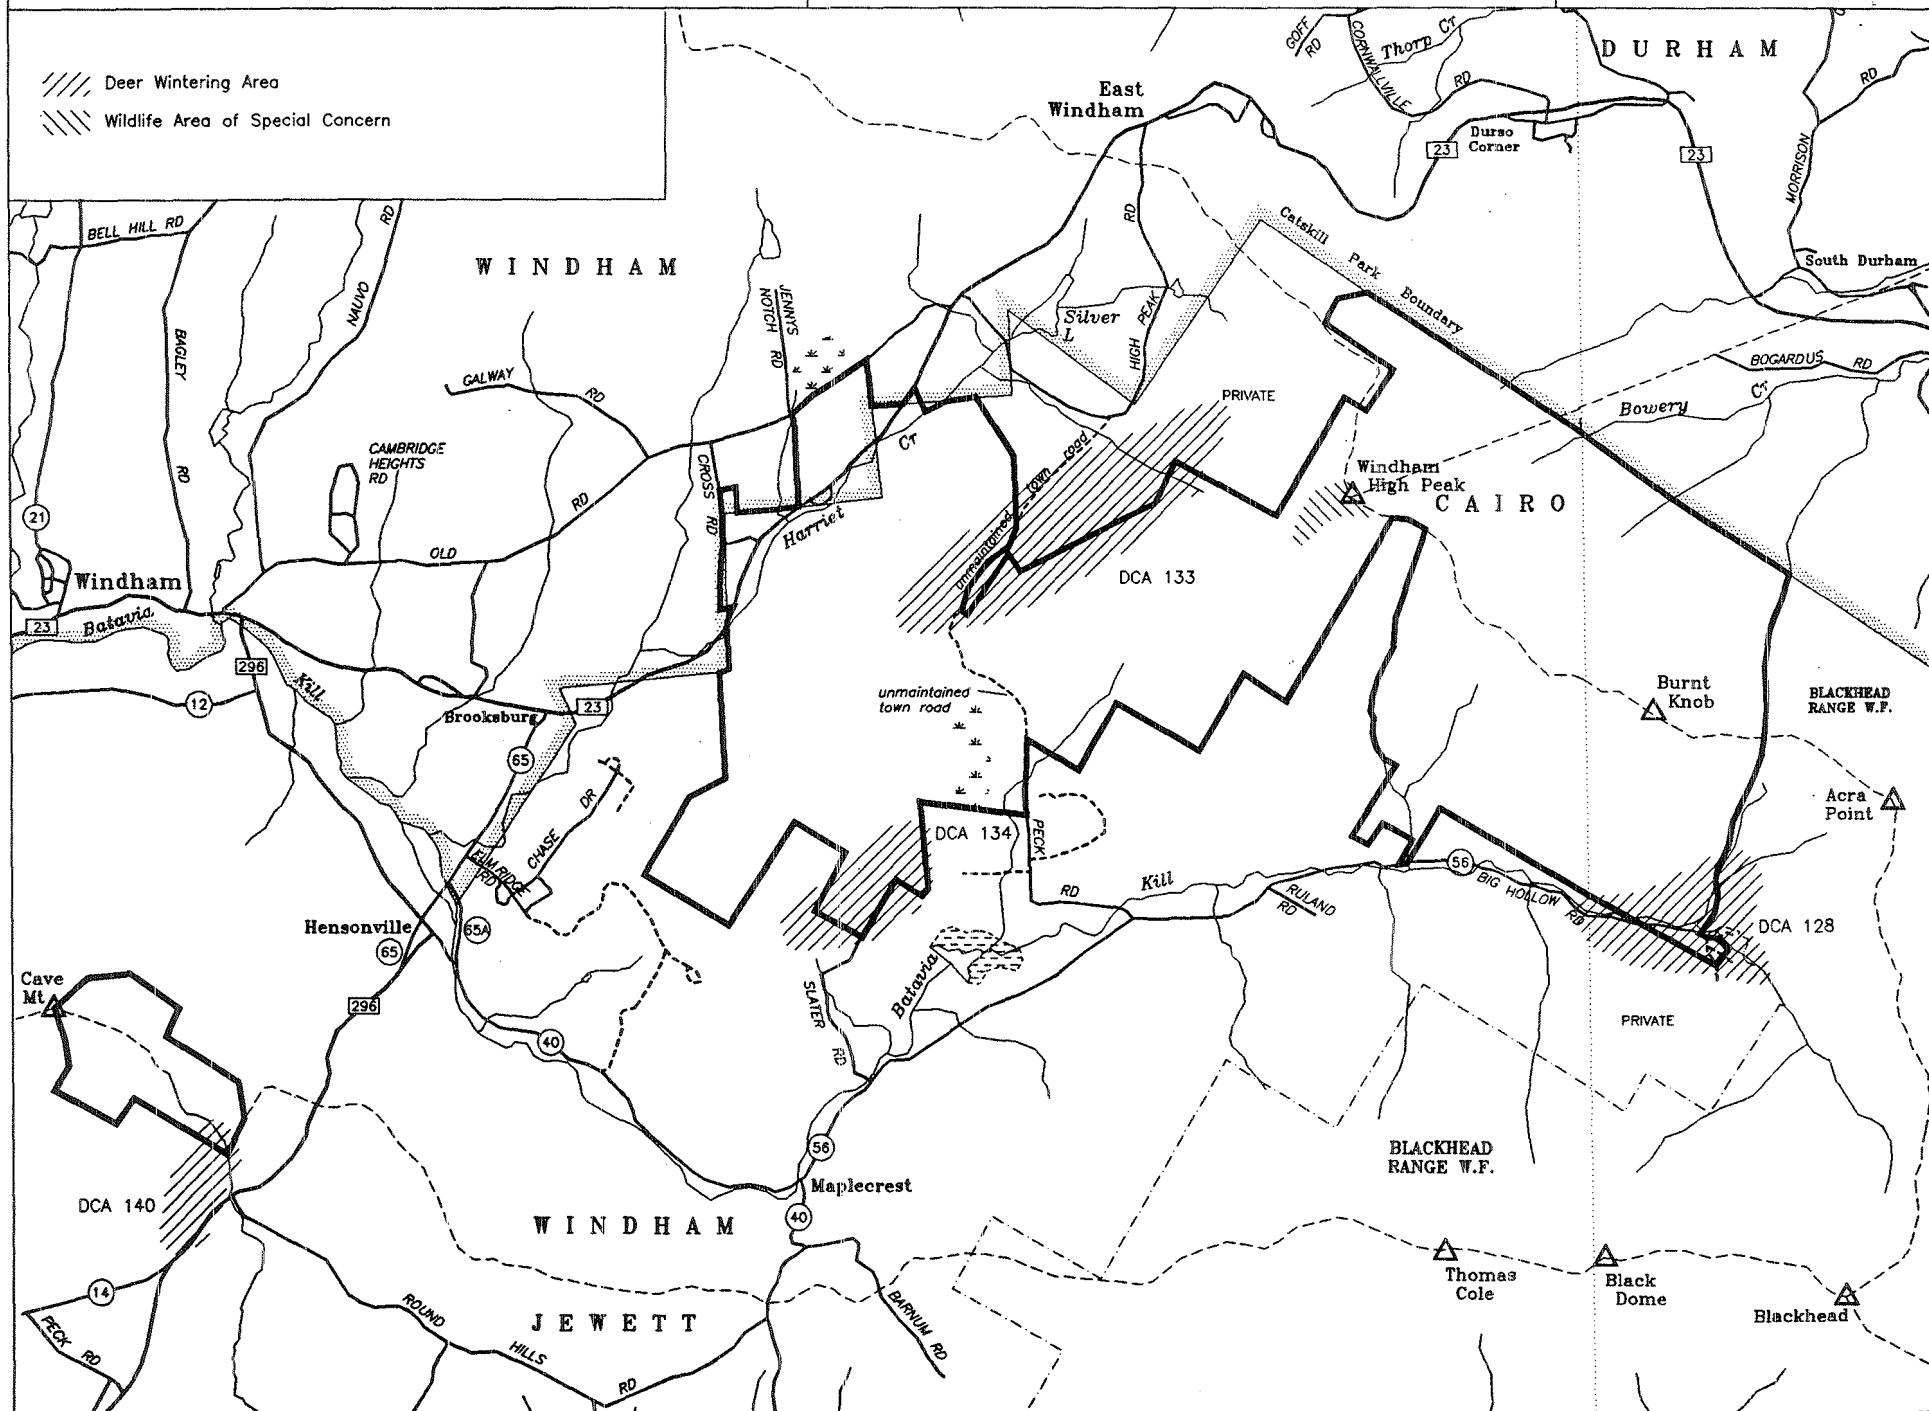 Deer Wintering Area
Wildlife Area of Special Concern
GOFF
RD
Thorp Cr
CORNWALLVILLE
RD
DURHAM
RD
East
Windham
Durso
Corner
23
23
MORRISON
BELL HILL RD
NAUVO
RD
WINDHAM
JENNYS
NOTCH
RD
RD
HIGH PEAK
Silver
L
Catskill Park Boundary
South Durham
BAGLEY
RD
GALWAY
RD
PRIVATE
BOGARDUS RD
Bowery Cr
CAMBRIDGE
HEIGHTS
RD
CROSS
RD
Cr
Harriet
unmaintained town road
Windham
High Peak
CAIRO
21
OLD
RD
Windham
DCA 133
23
Batavia
296
Kill
12
Brooksburg
23
65
unmaintained
town road
Burnt
Knob
BLACKHEAD
RANGE W.F.
CHASE
DR
ELM RIDGE
RD
DCA 134
PECK
RD
Kill
RULAND
RD
56
BIG HOLLOW
RD
Acra
Point
Hensonville
65
65A
DCA 128
Cave
Mt
296
40
SLATER
RD
Batavia
PRIVATE
56
BLACKHEAD
RANGE W.F.
DCA 140
Maplecrest
WINDHAM
40
14
PECK
RD
ROUND
HILLS
RD
JEWETT
BARNUM RD
Thomas
Cole
Black
Dome
Blackhead